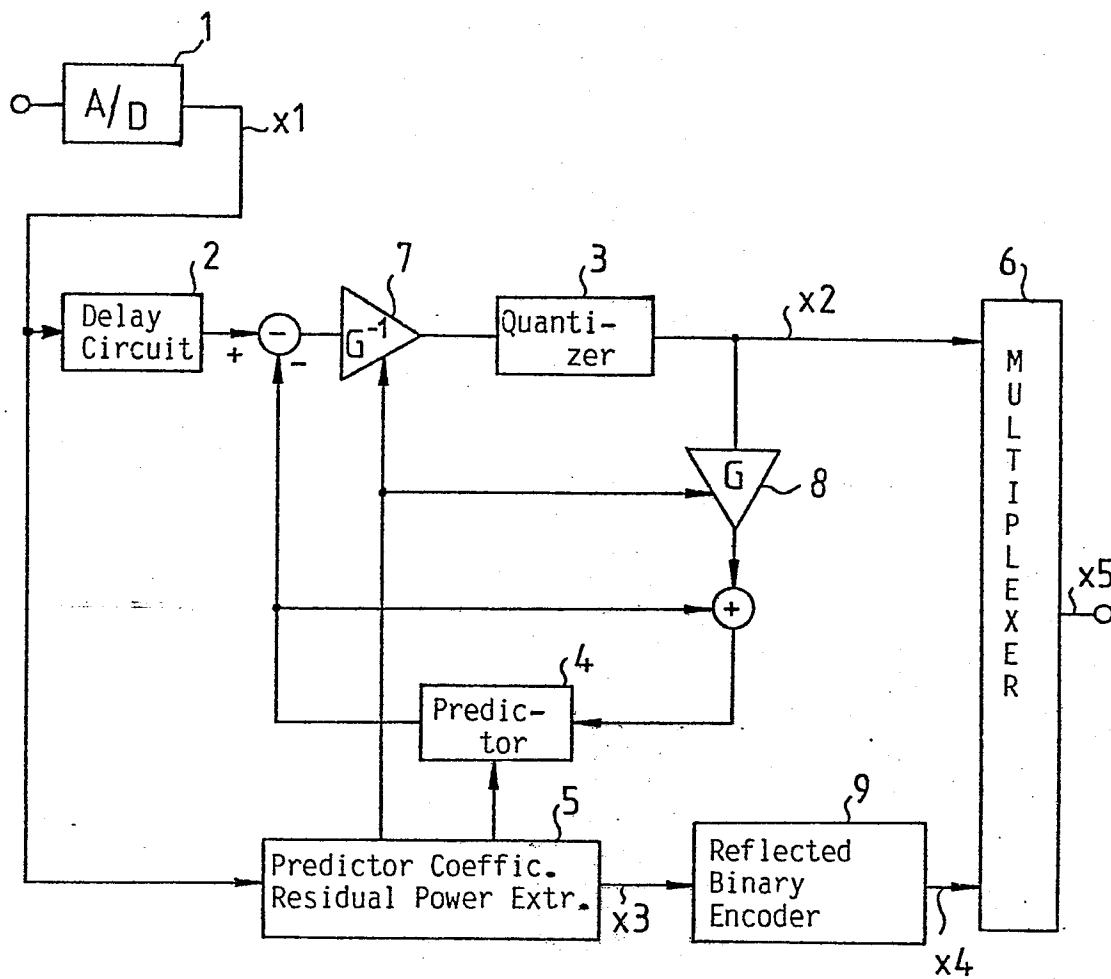 1
A/D
x1
2
Delay
Circuit
+
-
-
7
G-1
3
Quanti-
zer
x2
6
MULTIPLEXER
G
8
+
x5
4
Predic-
tor
5
Predictor Coeffic.
Residual Power Extr.
x3
9
Reflected
Binary
Encoder
x4